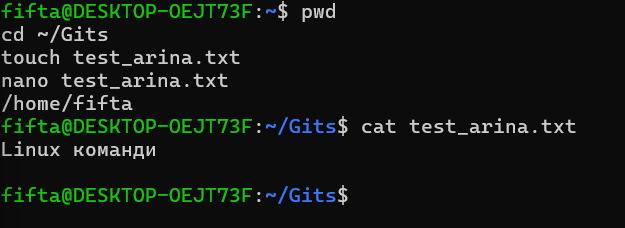 fifta@DESKTOP-OEJT73F:~$ pwd
cd ~/Gits
touch test_arina.txt
nano test_arina.txt
/home/fifta
fifta@DESKTOP-OEJT73F:~/Gits$ cat test_arina.txt
Linux команди
fifta@DESKTOP-OEJT73F:~/Gits$